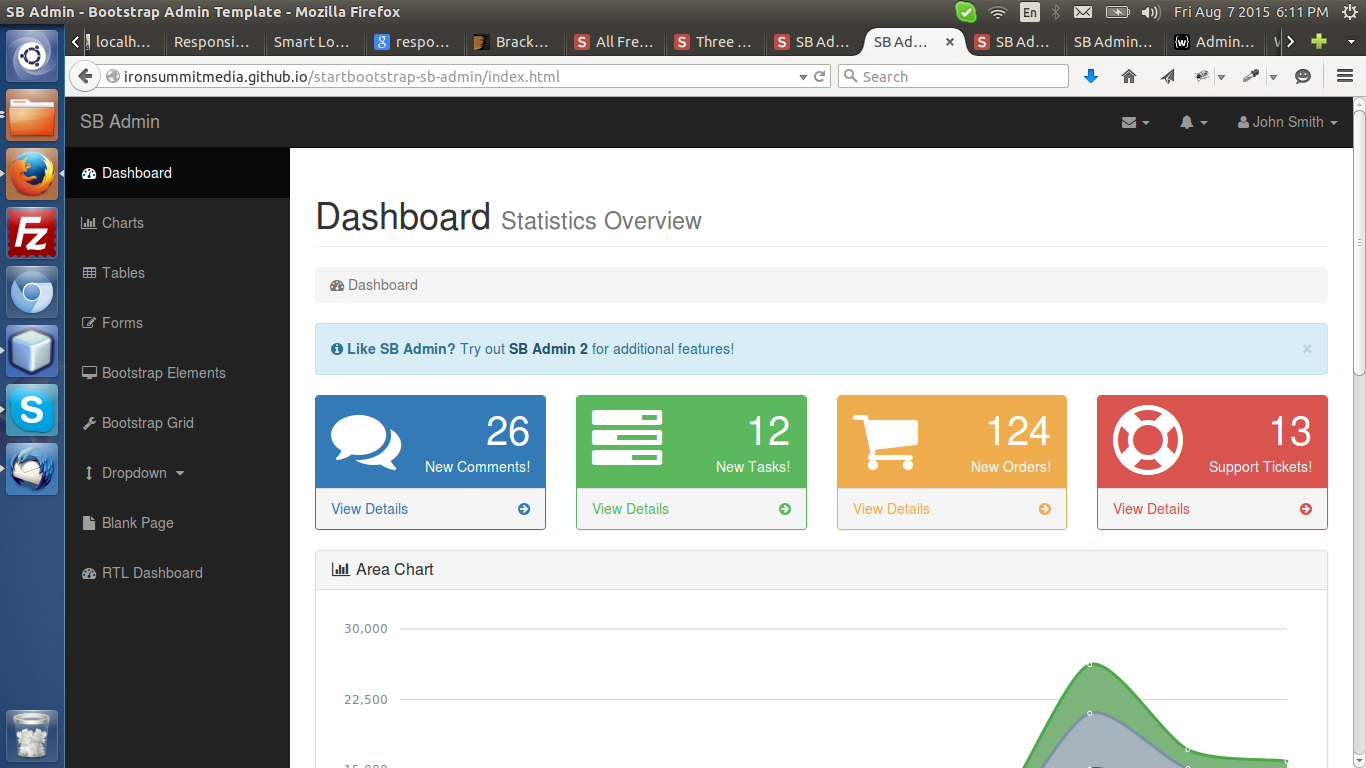 SB Admin - Bootstrap Admin Template - Mozilla Firefox
En
Fri Aug 7 2015 6:11 PM
localh...
Responsi...
Smart Lo...
respo...
Brack...
All Fre...
Three ...
SB Ad...
SB Ad...
SB Ad...
SB Admin...
Admin...
ironsummitmedia.github.io/startbootstrap-sb-admin/index.html
Search
SB Admin
John Smith
Dashboard
Charts
Tables
Forms
Bootstrap Elements
Bootstrap Grid
Dropdown
Blank Page
RTL Dashboard
Dashboard Statistics Overview
Dashboard
Like SB Admin? Try out SB Admin 2 for additional features!
×
26
New Comments!
View Details
12
New Tasks!
View Details
124
New Orders!
View Details
13
Support Tickets!
View Details
Area Chart
30,000
22,500
15,000